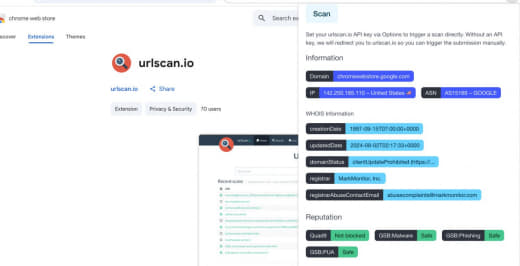 chrome web store
Search ex
scover
Extensions
Themes
urlscan.io
urlscan.io
Share
Extension
Privacy & Security
70 users
Recent scans
Scan
Set your urlscan.io API key via Options to trigger a scan directly. Without an API
key, we will redirect you to urlscan.io so you can trigger the submission manually.
Information
Domain chromewebstore.google.com
IP 142.250.185.110 – United States
ASN AS15169 – GOOGLE
WHOIS Information
creationDate 1997-09-15T07:00:00+0000
updatedDate 2024-08-02T02:17:33+0000
domainStatus clientUpdateProhibited (https://...
registrar MarkMonitor, Inc.
registrarAbuseContactEmail abusecomplaints@markmonitor.com
Reputation
Quad9 Not blocked
GSB:Malware Safe
GSB:Phishing Safe
GSB:PUA Safe